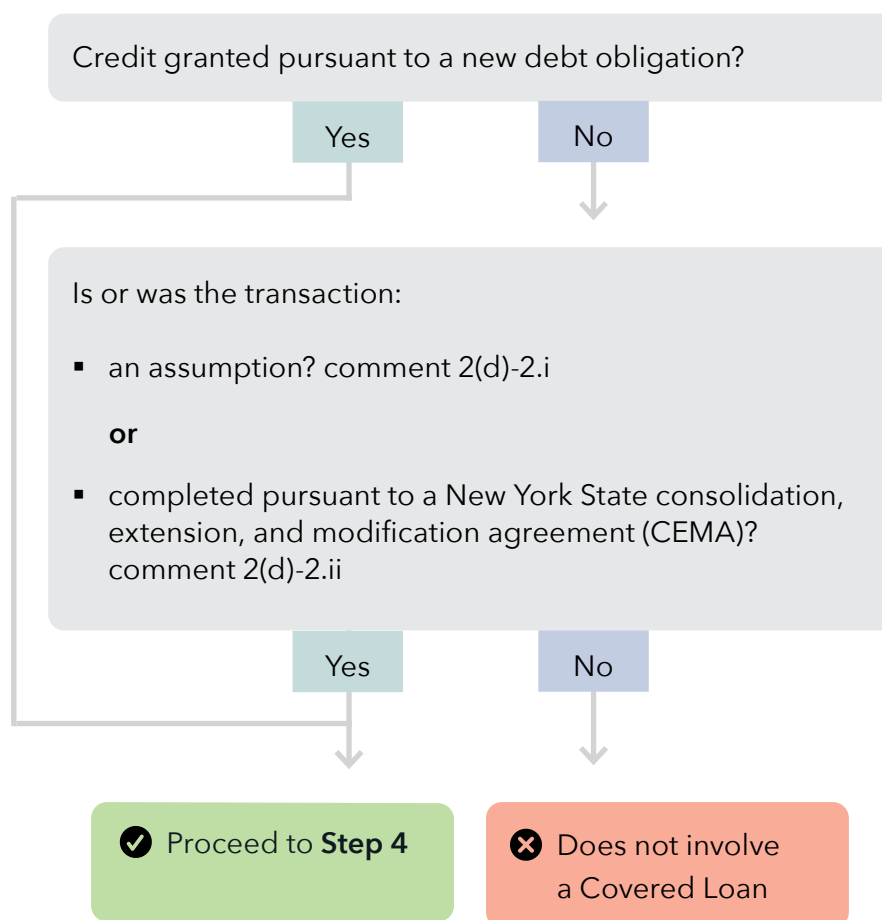 Credit granted pursuant to a new debt obligation?
Yes
No
Is or was the transaction:
▪ an assumption? comment 2(d)-2.i
or
▪ completed pursuant to a New York State consolidation,
extension, and modification agreement (CEMA)?
comment 2(d)-2.ii
Yes
No
Proceed to Step 4
Does not involve
a Covered Loan